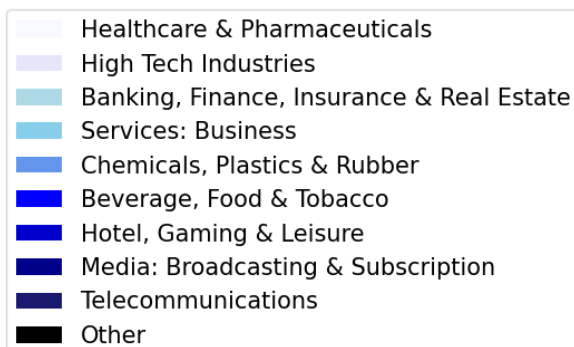 Healthcare & Pharmaceuticals
High Tech Industries
Banking, Finance, Insurance & Real Estate
Services: Business
Chemicals, Plastics & Rubber
Beverage, Food & Tobacco
Hotel, Gaming & Leisure
Media: Broadcasting & Subscription
Telecommunications
Other